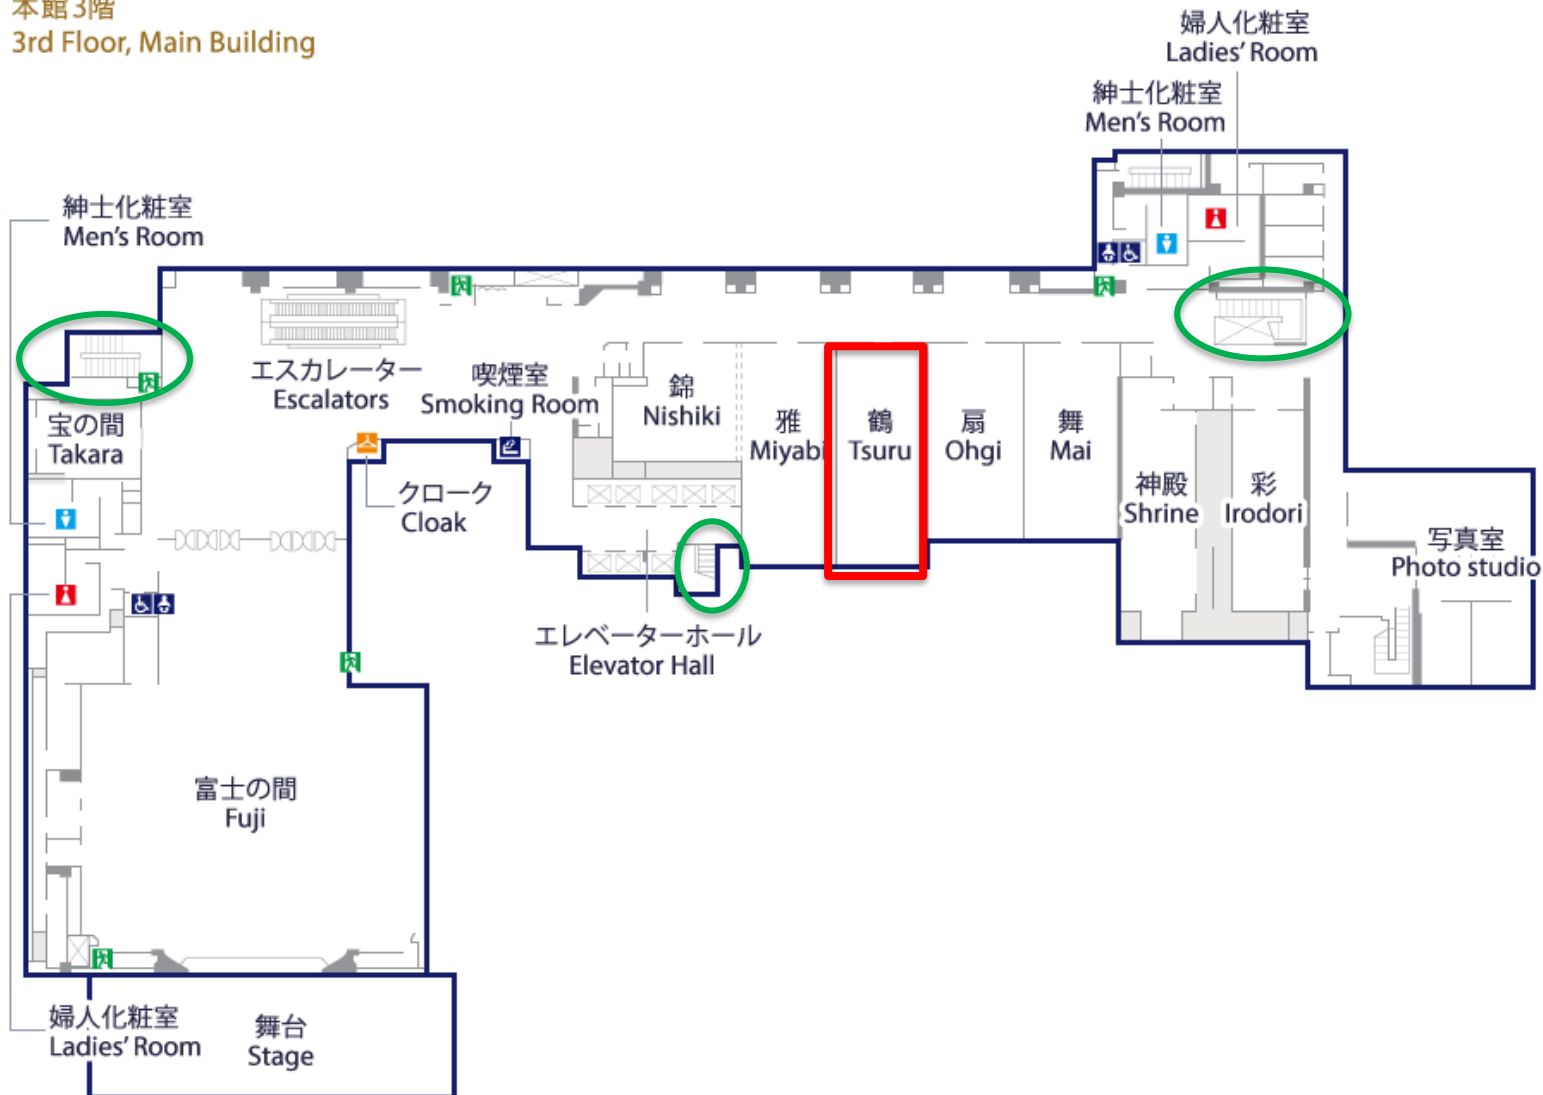 本館3階
3rd Floor, Main Building
婦人化粧室
Ladies' Room
紳士化粧室
Men's Room
紳士化粧室
Men's Room
エスカレーター
Escalators
喫煙室
Smoking Room
錦
Nishiki
雅
Miyabi
鶴
Tsuru
扇
Ohgi
舞
Mai
宝の間
Takara
クローク
Cloak
神殿
Shrine
彩
Irodori
写真室
Photo studio
エレベーターホール
Elevator Hall
富士の間
Fuji
婦人化粧室
Ladies' Room
舞台
Stage